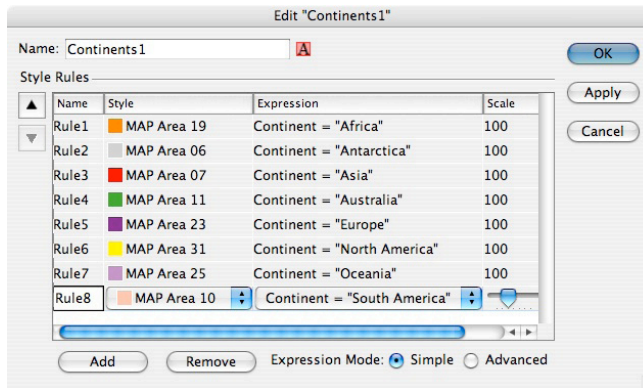 Edit "Continents1"
Name: Continents1 A
OK
Style Rules
Apply
Name Style Expression Scale
Cancel
Rule1 MAP Area 19 Continent = "Africa" 100
Rule2 MAP Area 06 Continent = "Antarctica" 100
Rule3 MAP Area 07 Continent = "Asia" 100
Rule4 MAP Area 11 Continent = "Australia" 100
Rule5 MAP Area 23 Continent = "Europe" 100
Rule6 MAP Area 31 Continent = "North America" 100
Rule7 MAP Area 25 Continent = "Oceania" 100
Rule8 MAP Area 10 Continent = "South America"
Add Remove Expression Mode: Simple Advanced